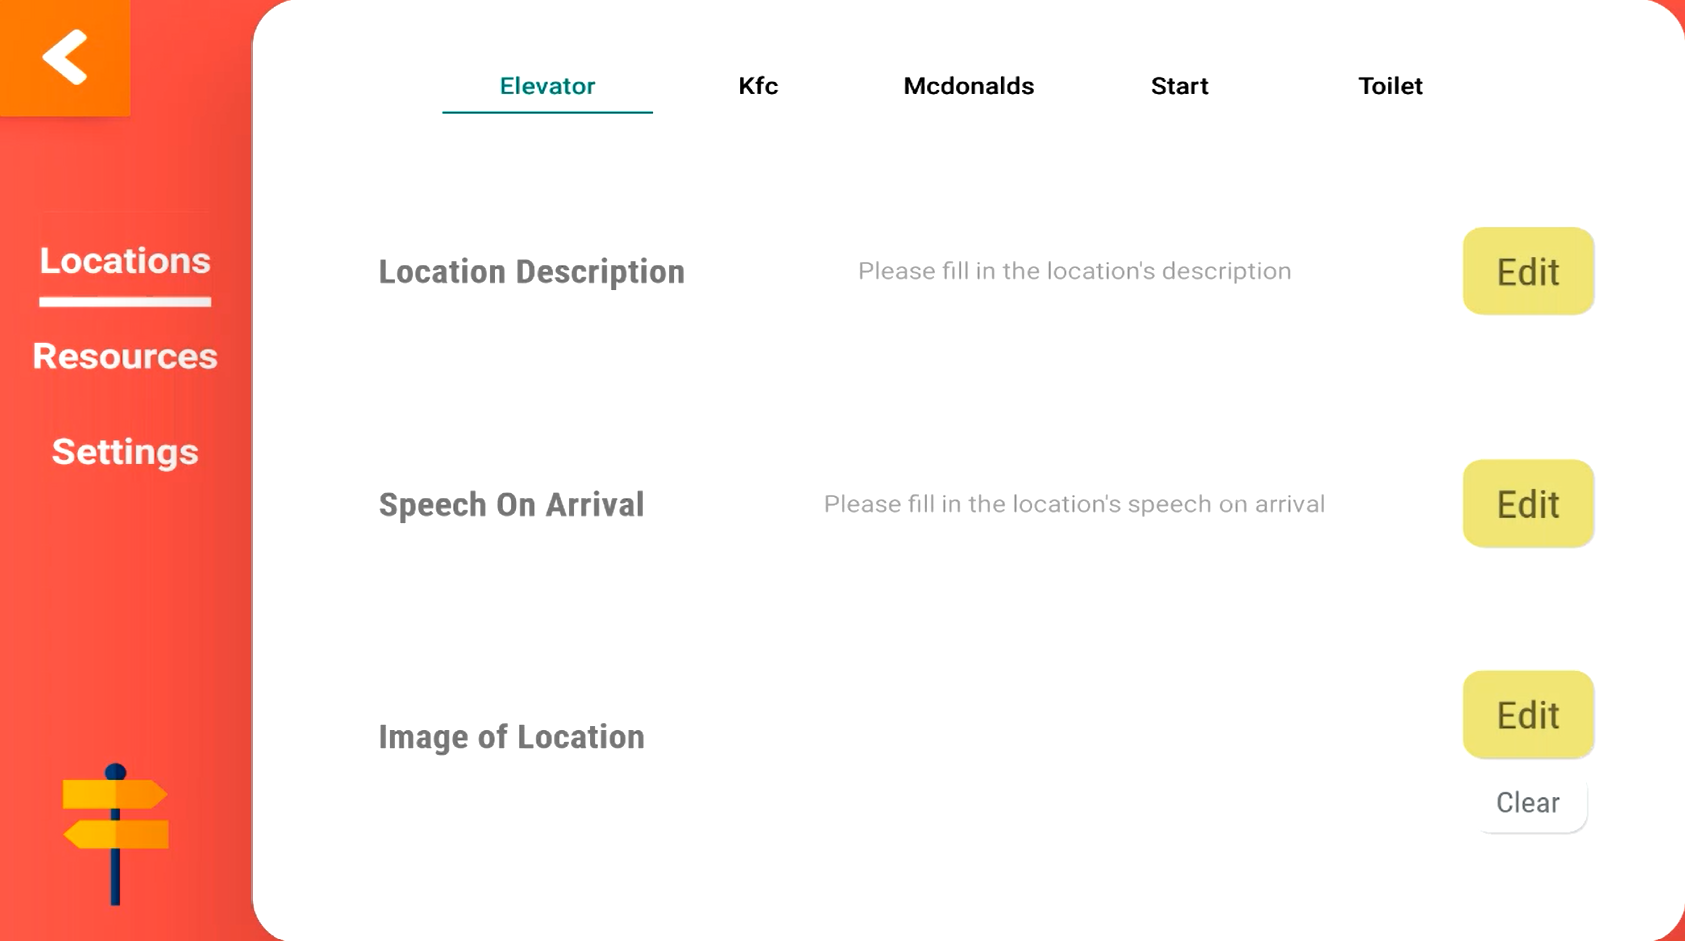 Elevator Kfc Mcdonalds Start Toilet
Locations
Resources
Settings
Location Description Please fill in the location's description Edit
Speech On Arrival Please fill in the location's speech on arrival Edit
Image of Location Edit
Clear